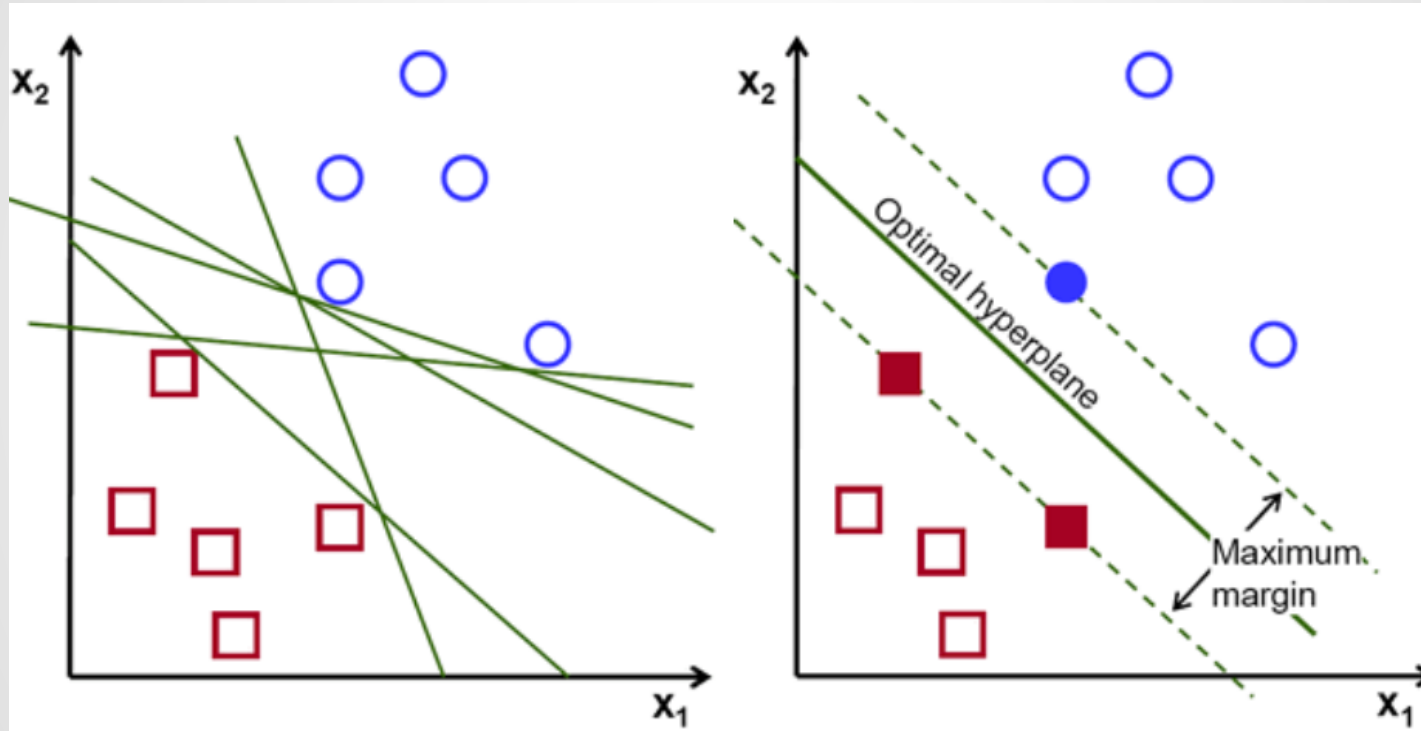 x₂
x₁
x₂
Optimal hyperplane
Maximum
margin
x₁